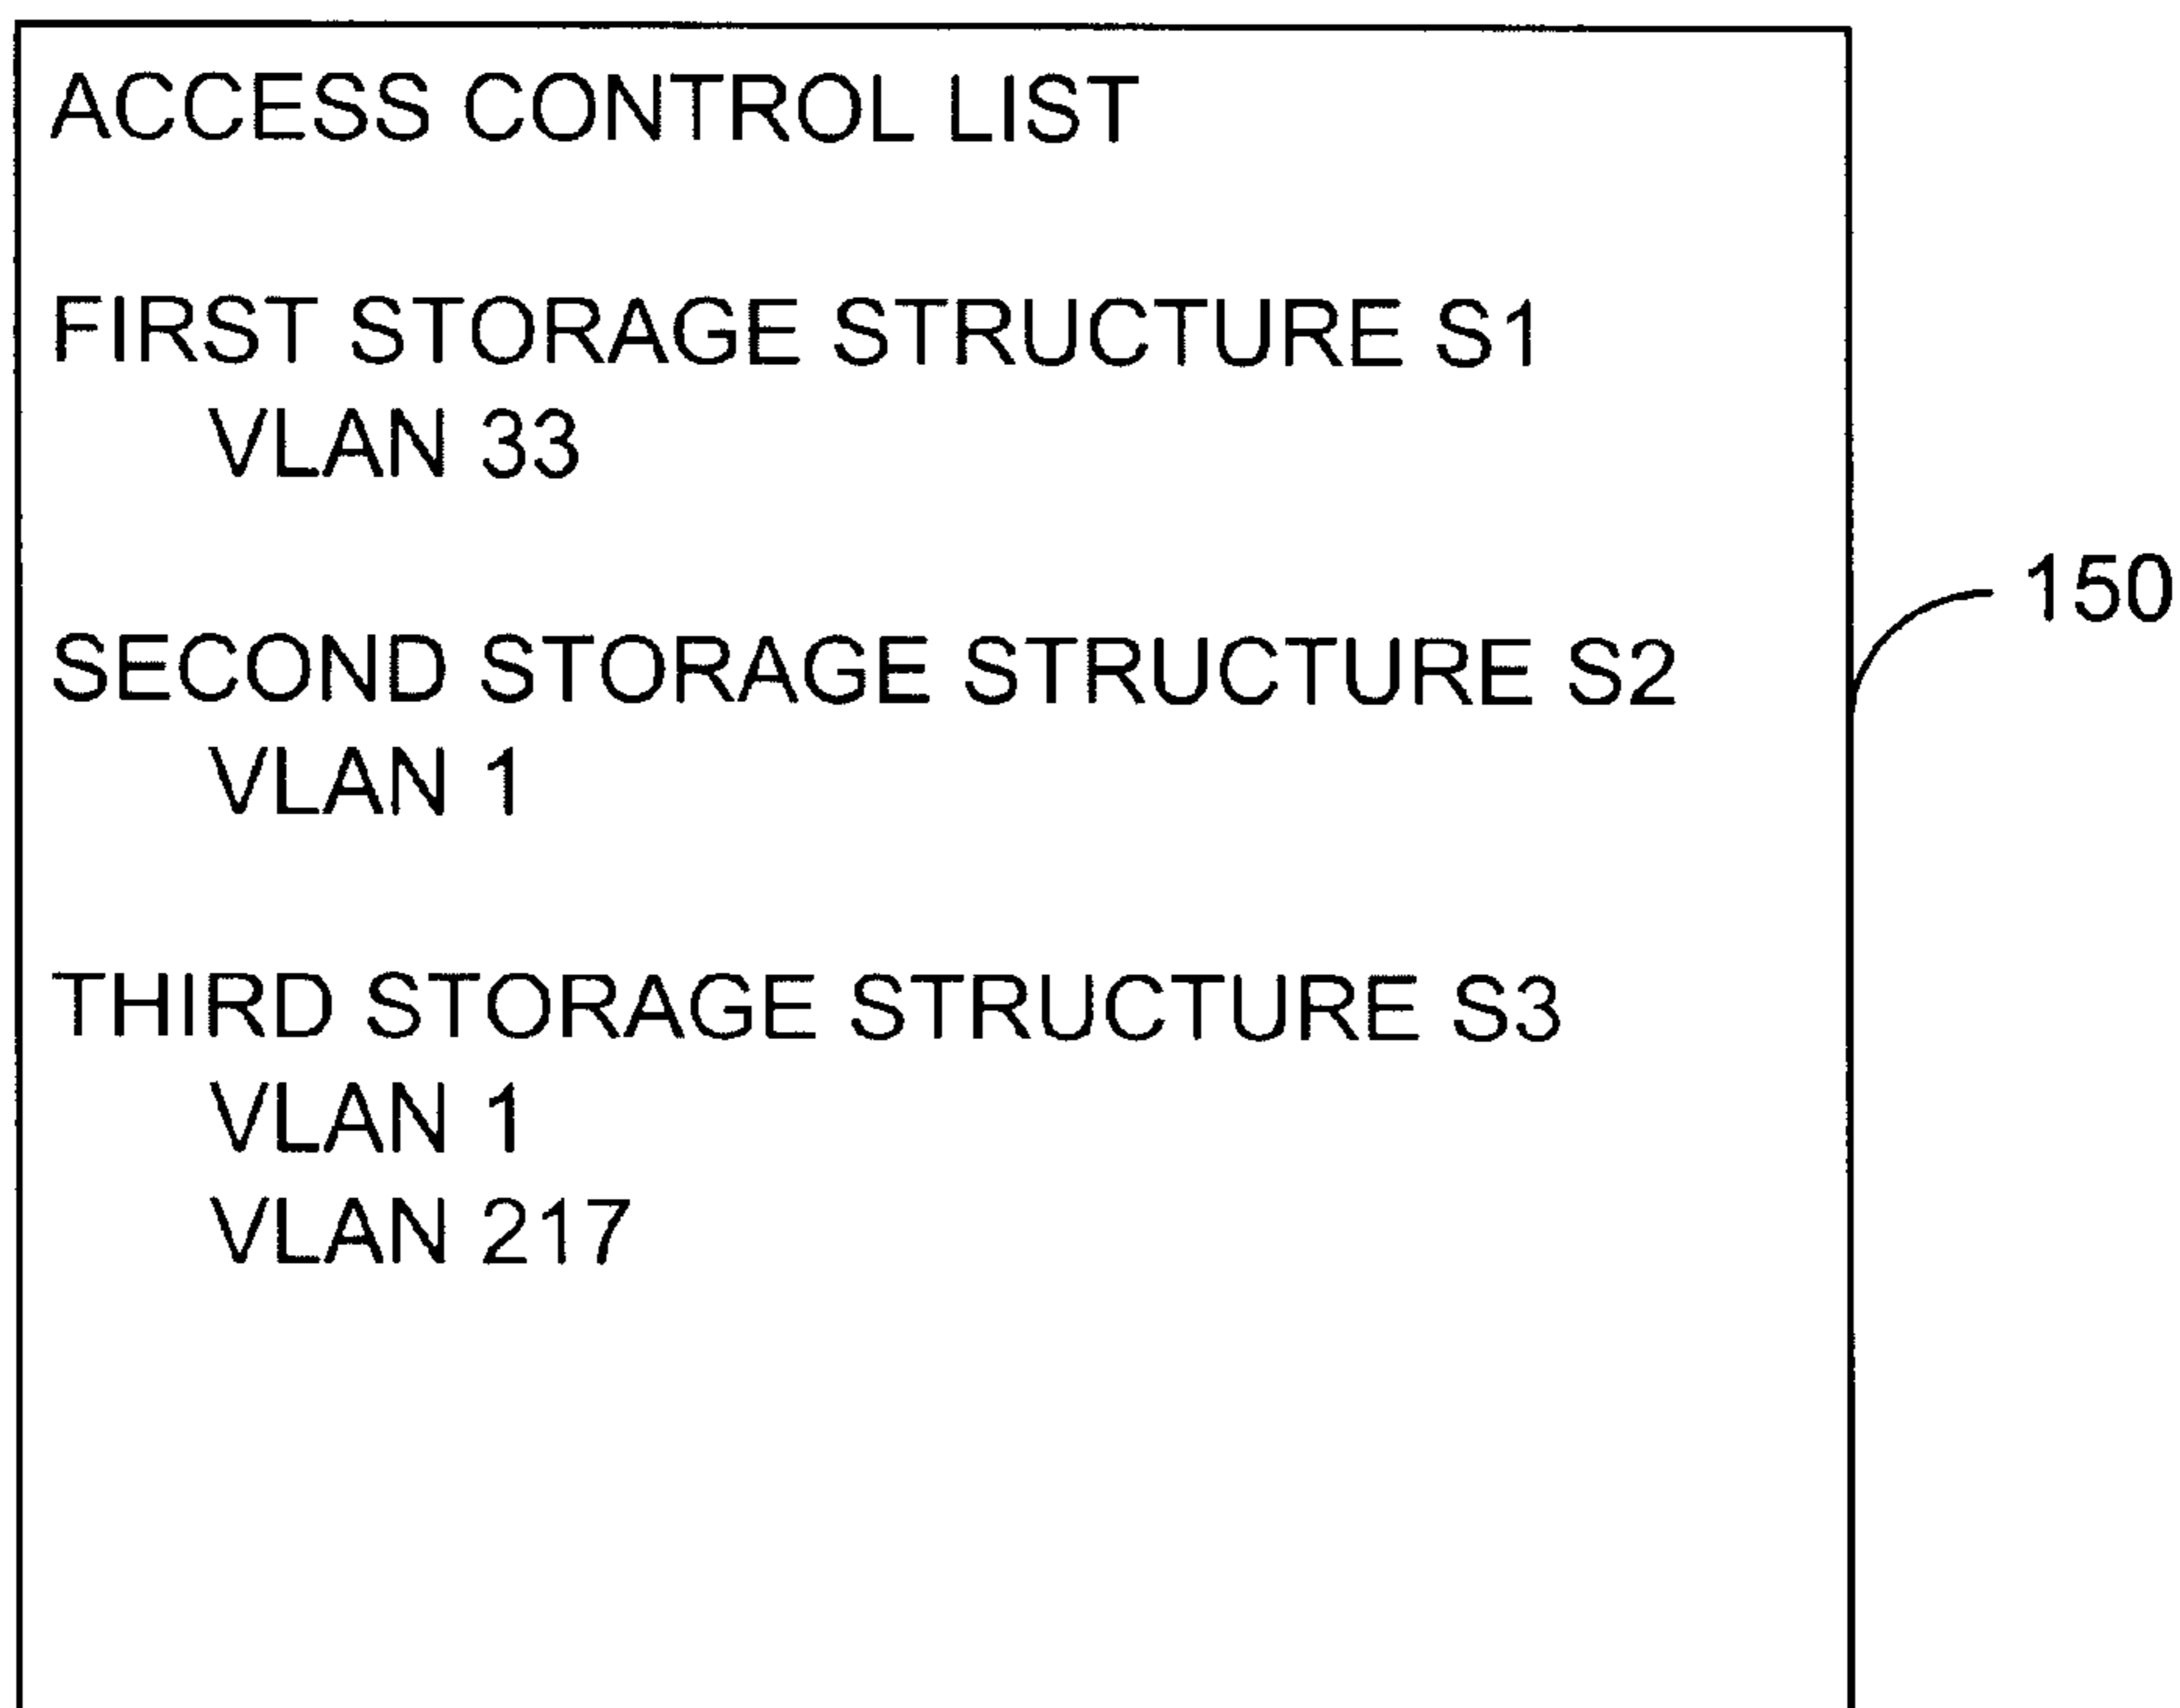 ACCESS CONTROL LIST
FIRST STORAGE STRUCTURE S1
VLAN 33
150
SECOND STORAGE STRUCTURE S2
VLAN 1
THIRD STORAGE STRUCTURE S3
VLAN 1
VLAN 217